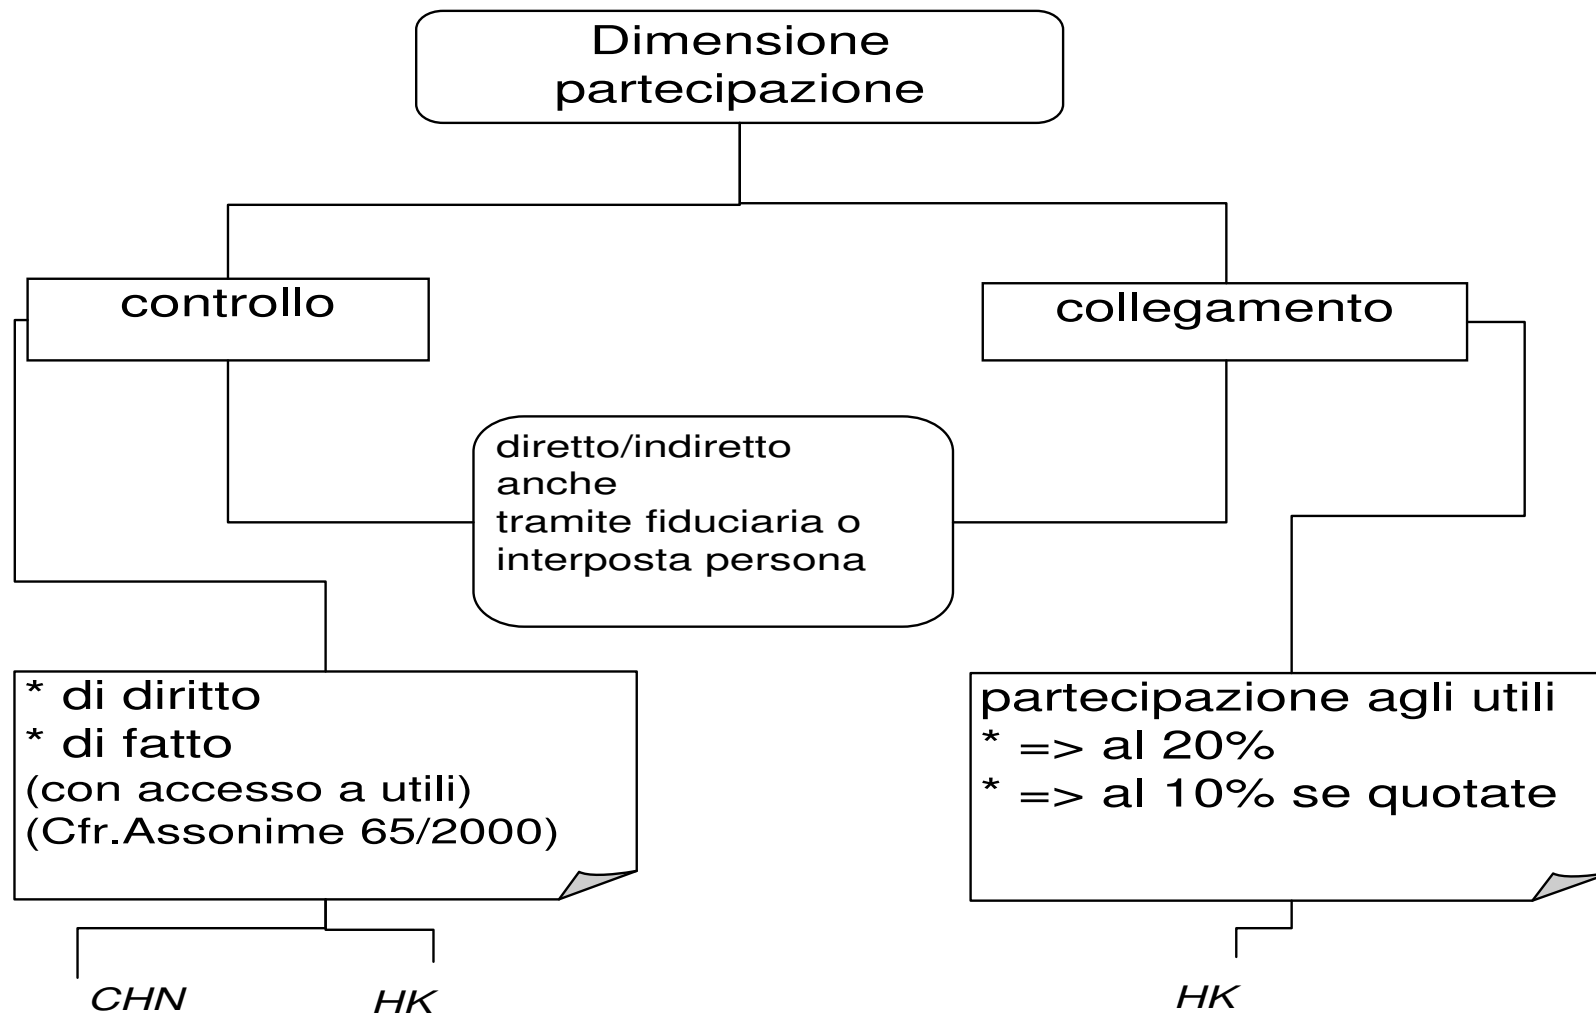 Dimensione
partecipazione
controllo
collegamento
diretto/indiretto
anche
tramite fiduciaria o
interposta persona
* di diritto
* di fatto
(con accesso a utili)
(Cfr.Assonime 65/2000)
partecipazione agli utili
* => al 20%
* => al 10% se quotate
CHN
HK
HK